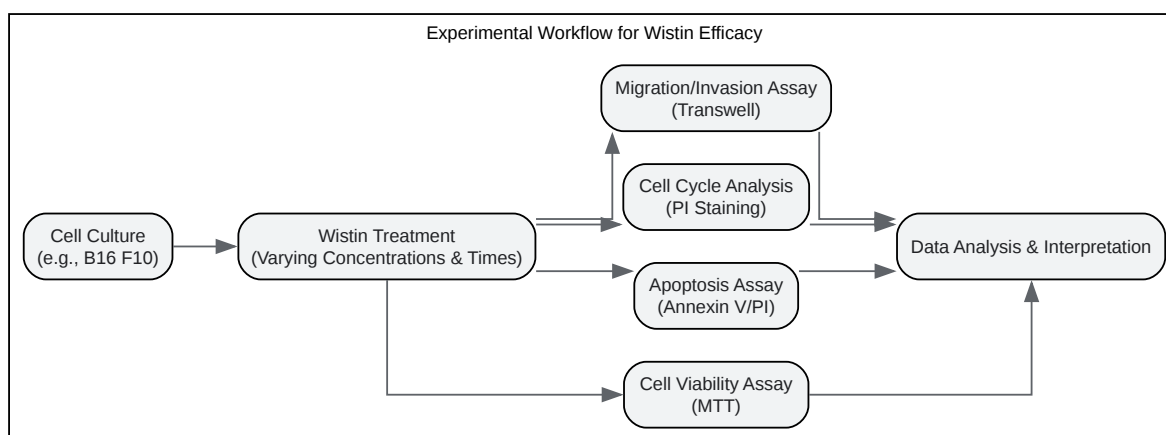 Experimental Workflow for Wistin Efficacy
Migration/Invasion Assay
(Transwell)
Cell Cycle Analysis
(PI Staining)
Cell Culture
(e.g., B16 F10)
Wistin Treatment
(Varying Concentrations & Times)
Data Analysis & Interpretation
Apoptosis Assay
(Annexin V/PI)
Cell Viability Assay
(MTT)